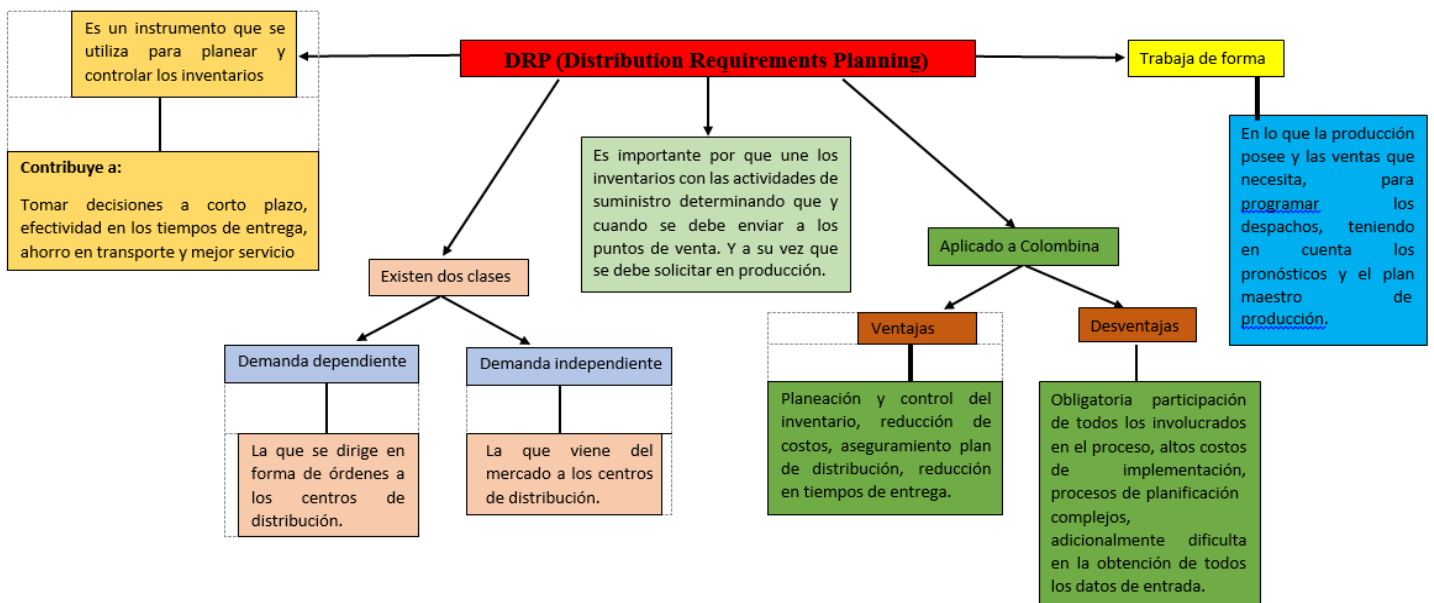 DRP (Distribution Requirements Planning)
Es un instrumento que se
utiliza para planear y
controlar los inventarios
Contribuye a:
Tomar decisiones a corto plazo,
efectividad en los tiempos de entrega,
ahorro en transporte y mejor servicio
Existen dos clases
Demanda dependiente
La que se dirige en
forma de órdenes a
los centros de
distribución.
Demanda independiente
La que viene del
mercado a los centros
de distribución.
Es importante por que une los
inventarios con las actividades de
suministro determinando que y
cuando se debe enviar a los
puntos de venta. Y a su vez que
se debe solicitar en producción.
Aplicado a Colombina
Ventajas
Planeación y control del
inventario, reducción de
costos, aseguramiento plan
de distribución, reducción
en tiempos de entrega.
Desventajas
Obligatoria participación
de todos los involucrados
en el proceso, altos costos
de implementación,
procesos de planificación
complejos,
adicionalmente dificulta
en la obtención de todos
los datos de entrada.
Trabaja de forma
En lo que la producción
posee y las ventas que
necesita, para
programar los
despachos, teniendo
en cuenta los
pronósticos y el plan
maestro de
producción.